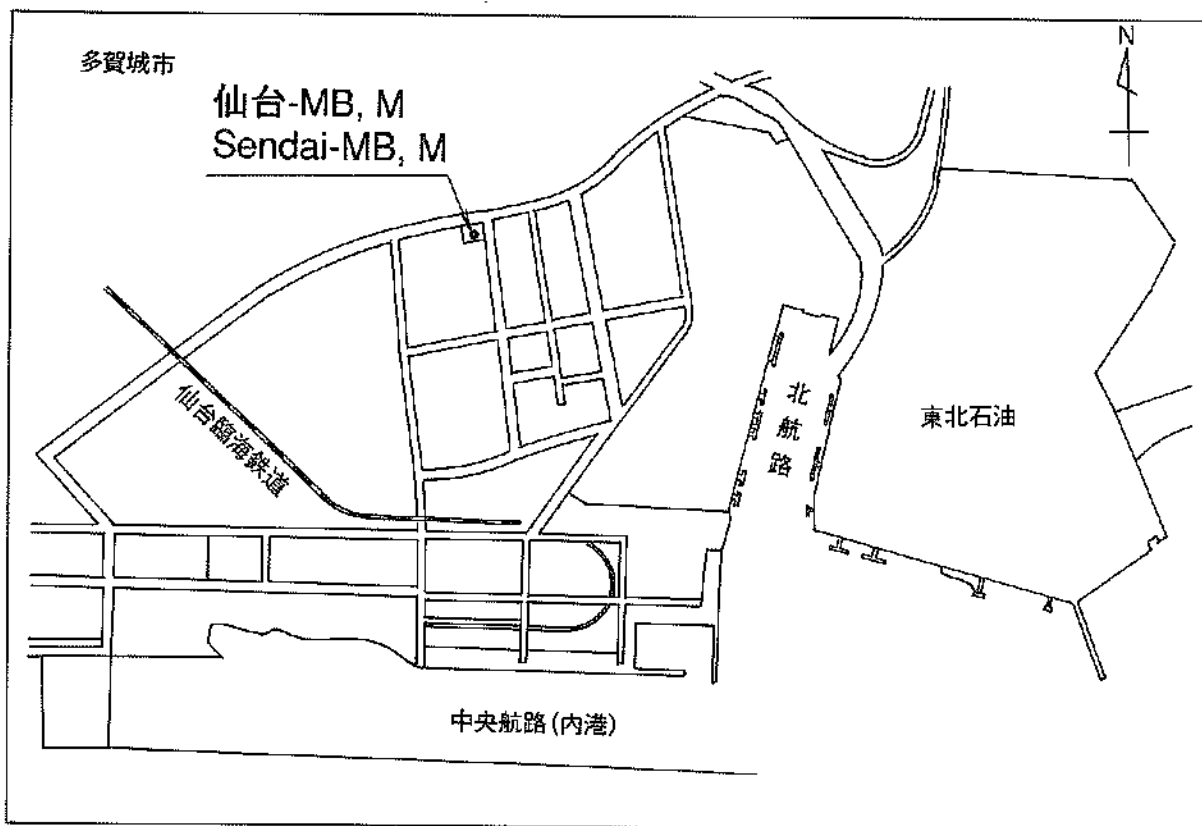 多賀城市
N
仙台-MB, M
Sendai-MB, M
仙台臨海鉄道
北航路
東北石油
中央航路(内港)